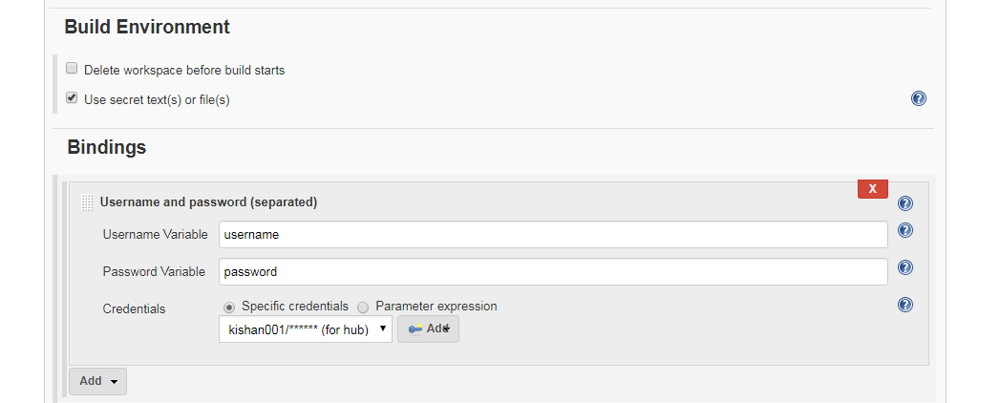 Build Environment
Delete workspace before build starts
Use secret text(s) or file(s)
?
Bindings
X
Username and password (separated)
?
Username Variable username
?
Password Variable password
?
Credentials Specific credentials Parameter expression
?
kishan001/****** (for hub) Add
Add